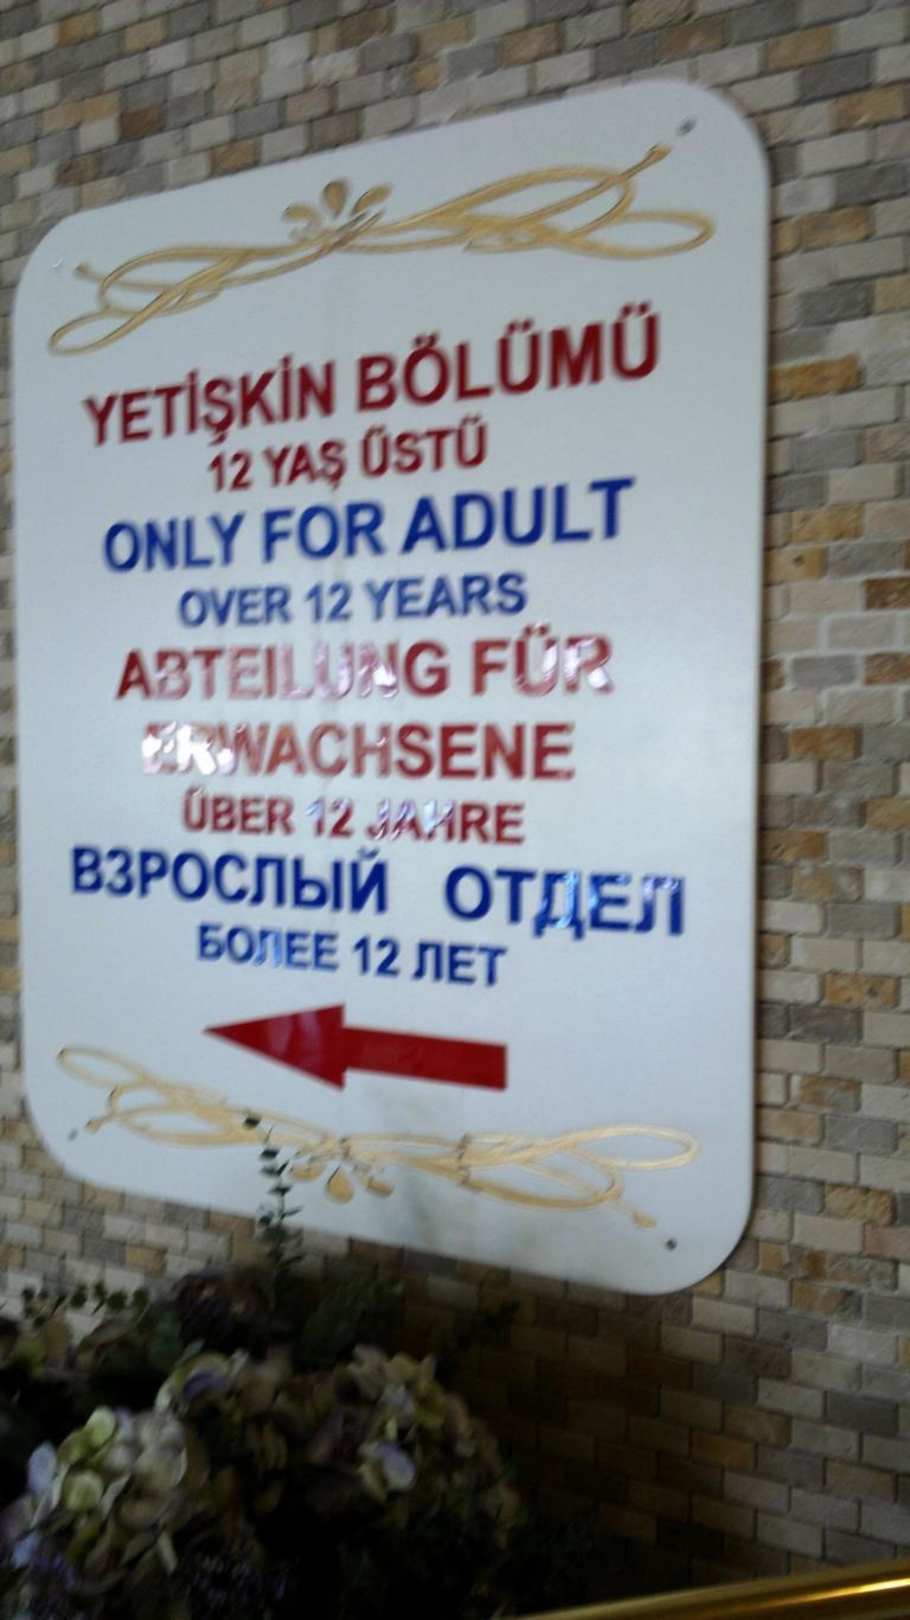 YETİŞKİN BÖLÜMÜ
12 YAŞ ÜSTÜ
ONLY FOR ADULT
OVER 12 YEARS
ABTEILUNG FÜR
ERWACHSENE
ÜBER 12 JAHRE
ВЗРОСЛЫЙ ОТДЕЛ
БОЛЕЕ 12 ЛЕТ